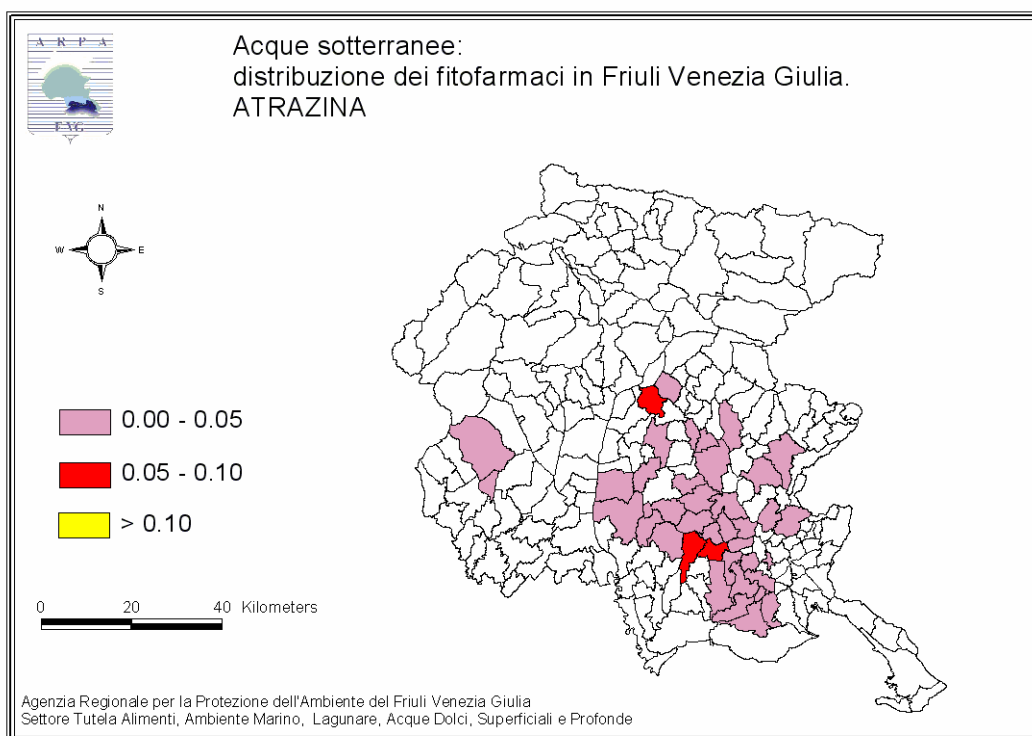 ARPA
FVG
Acque sotterranee:
distribuzione dei fitofarmaci in Friuli Venezia Giulia.
ATRAZINA
N
W E
S
0.00 - 0.05
0.05 - 0.10
> 0.10
0 20 40 Kilometers
Agenzia Regionale per la Protezione dell'Ambiente del Friuli Venezia Giulia
Settore Tutela Alimenti, Ambiente Marino, Lagunare, Acque Dolci, Superficiali e Profonde